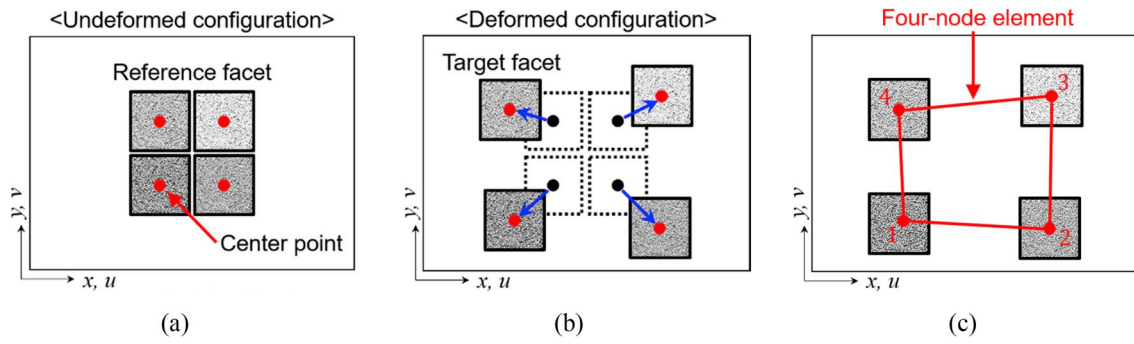 <Undeformed configuration>
Reference facet
Center point
y, v
x, u
(a)
<Deformed configuration>
Target facet
y, v
x, u
(b)
Four-node element
4
3
1
2
y, v
x, u
(c)